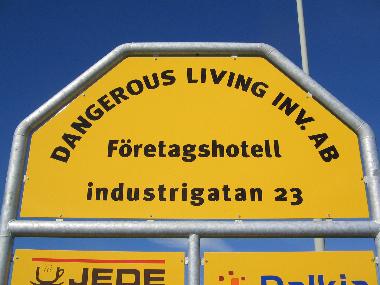 DANGEROUS LIVING INV. AB
Företagshotell
industrigatan 23
JEDE
Dalkia